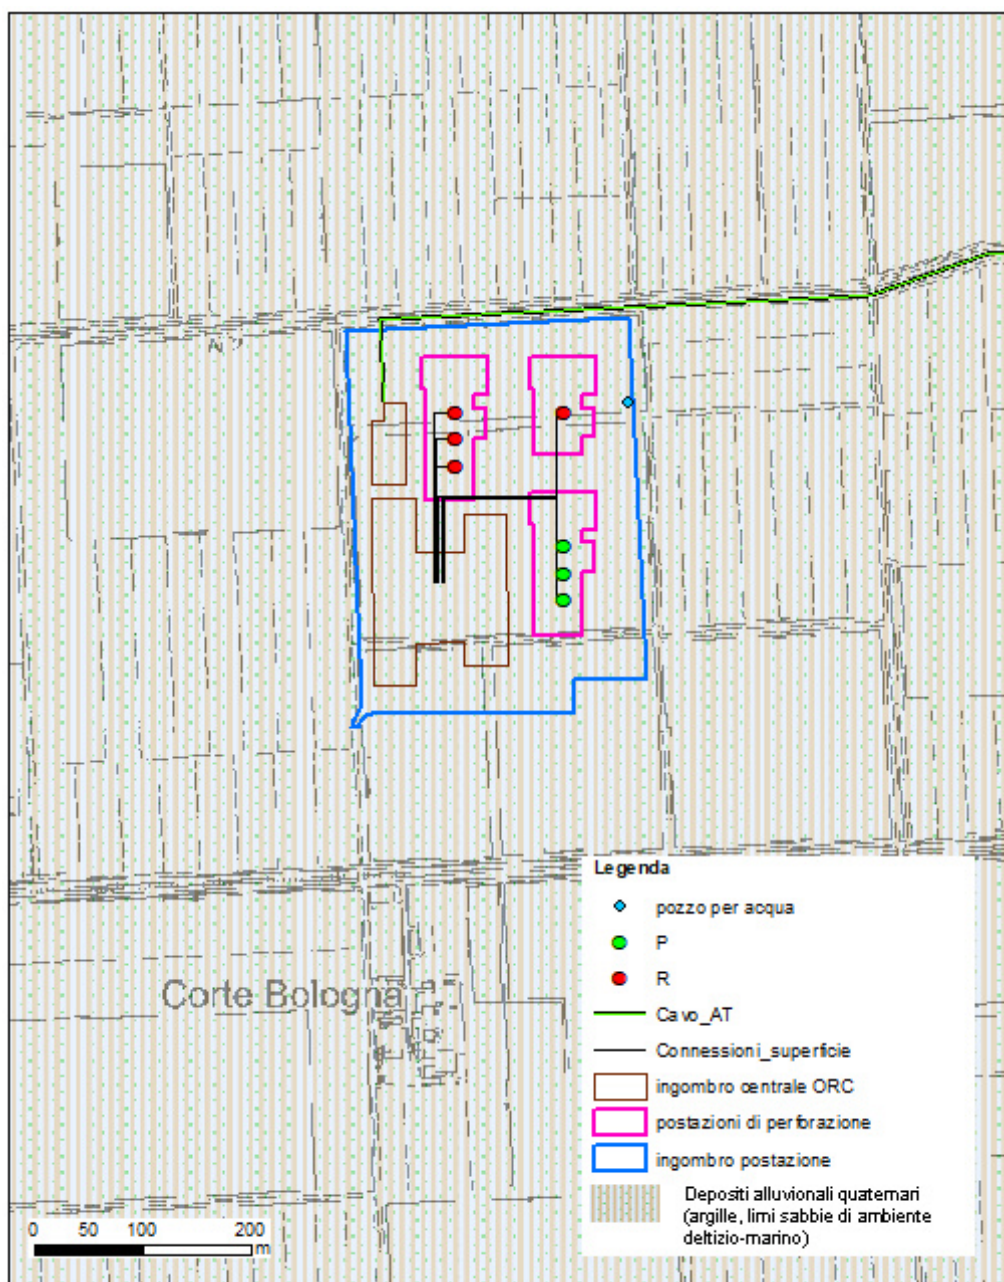 Corte Bologna
Legenda
pozzo per acqua
P
R
Cavo_AT
Connessioni_superficie
ingombro centrale ORC
postazioni di perforazione
ingombro postazione
Depositi alluvionali quaternari
(argille, limi sabbie di ambiente
deltizio-marino)
0 50 100 200
m